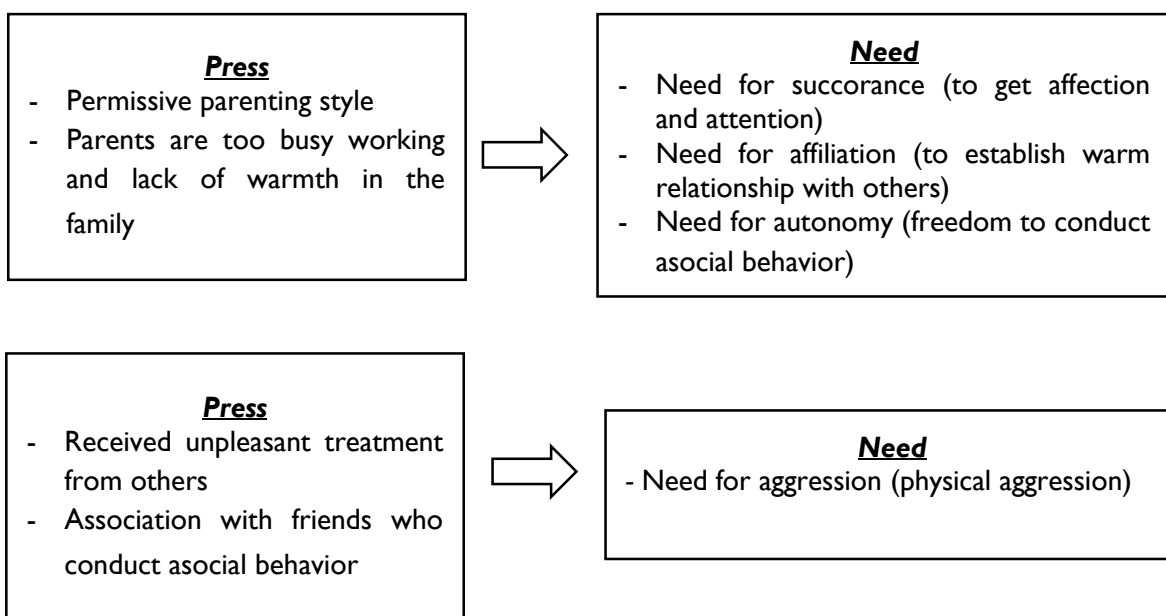 Press
- Permissive parenting style
- Parents are too busy working
and lack of warmth in the
family
Need
- Need for succorance (to get affection
and attention)
- Need for affiliation (to establish warm
relationship with others)
- Need for autonomy (freedom to conduct
asocial behavior)
Press
- Received unpleasant treatment
from others
- Association with friends who
conduct asocial behavior
Need
- Need for aggression (physical aggression)